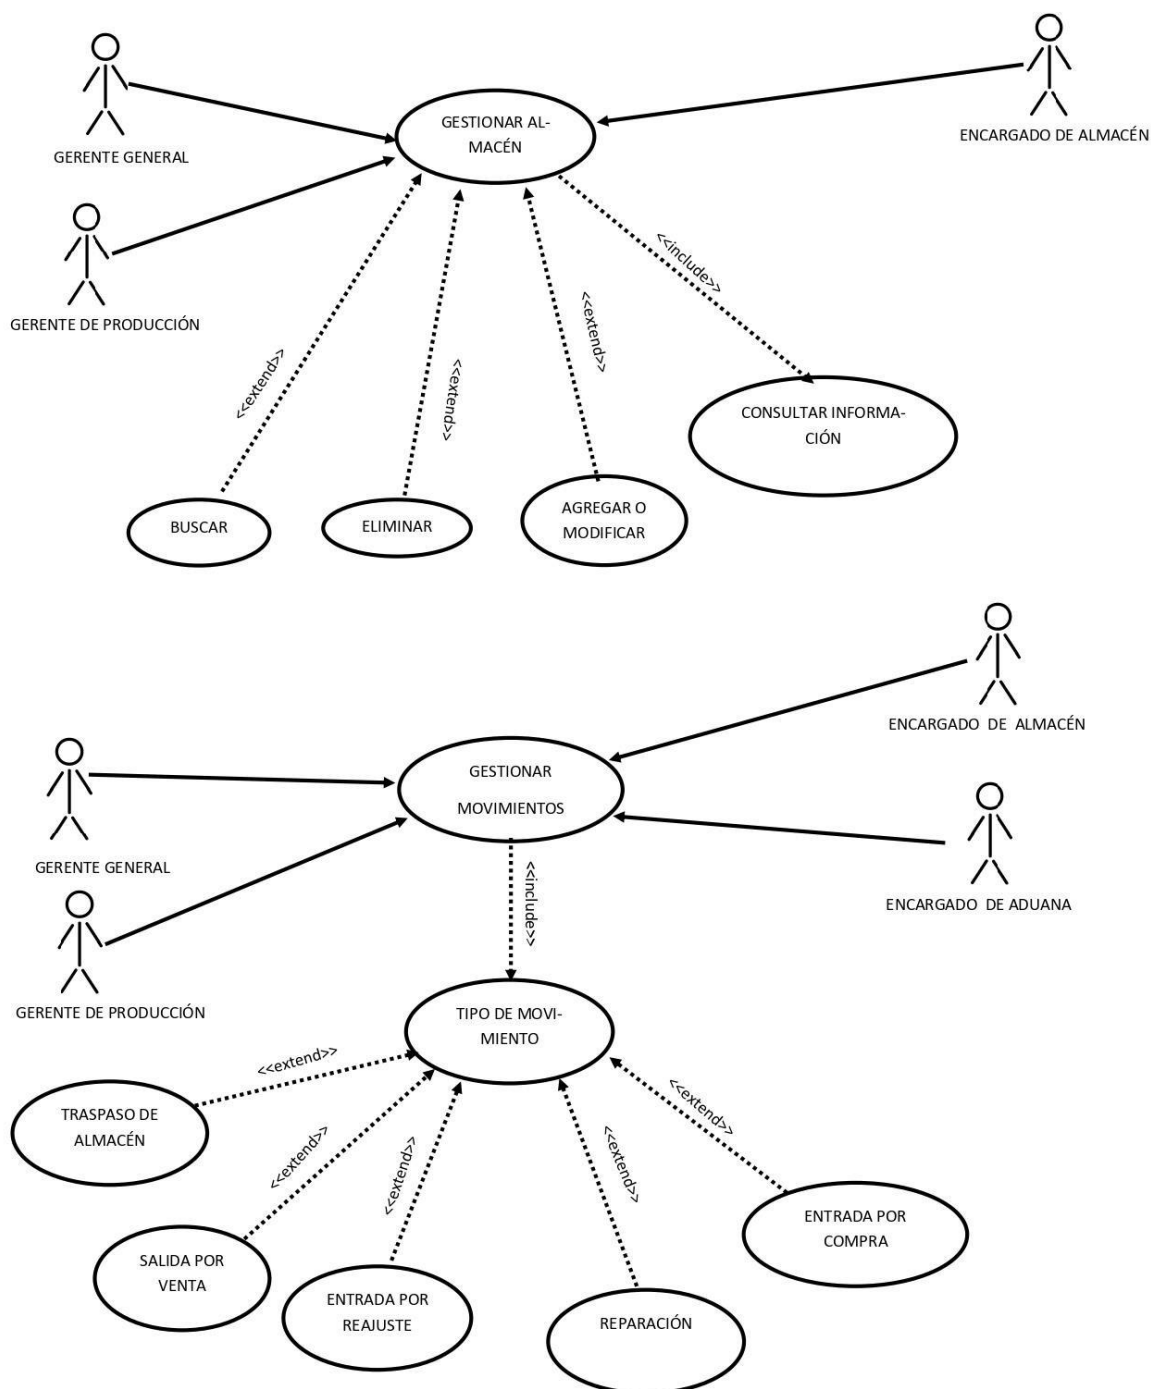 GESTIONAR AL-
MACÉN
ENCARGADO DE ALMACÉN
GERENTE GENERAL
<<include>>
GERENTE DE PRODUCCIÓN
<<extend>>
<<extend>>
<<extend>>
CONSULTAR INFORMA-
CIÓN
BUSCAR
ELIMINAR
AGREGAR O
MODIFICAR
ENCARGADO DE ALMACÉN
GESTIONAR
MOVIMIENTOS
GERENTE GENERAL
<<include>>
ENCARGADO DE ADUANA
GERENTE DE PRODUCCIÓN
TIPO DE MOVI-
MIENTO
<<extend>>
<<extend>>
<<extend>>
<<extend>>
<<extend>>
TRASPASO DE
ALMACÉN
ENTRADA POR
COMPRA
SALIDA POR
VENTA
ENTRADA POR
REAJUSTE
REPARACIÓN